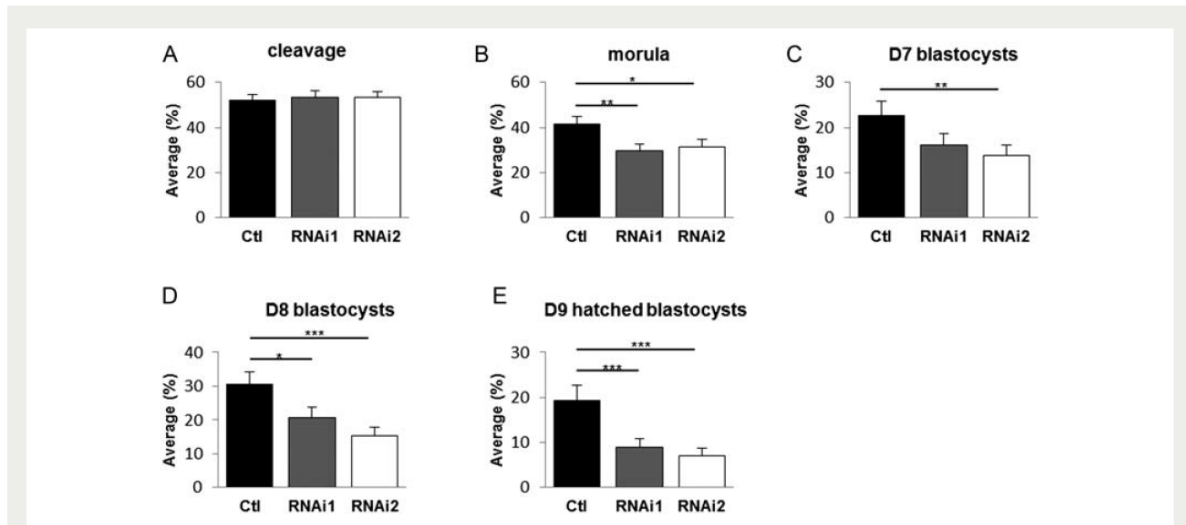 A
cleavage
Average (%)
60
40
20
0
Ctl
RNAi1
RNAi2
B
morula
*
**
Average (%)
60
40
20
0
Ctl
RNAi1
RNAi2
C
D7 blastocysts
**
Average (%)
30
20
10
0
Ctl
RNAi1
RNAi2
D
D8 blastocysts
***
*
Average (%)
40
30
20
10
0
Ctl
RNAi1
RNAi2
E
D9 hatched blastocysts
***
***
Average (%)
30
20
10
0
Ctl
RNAi1
RNAi2